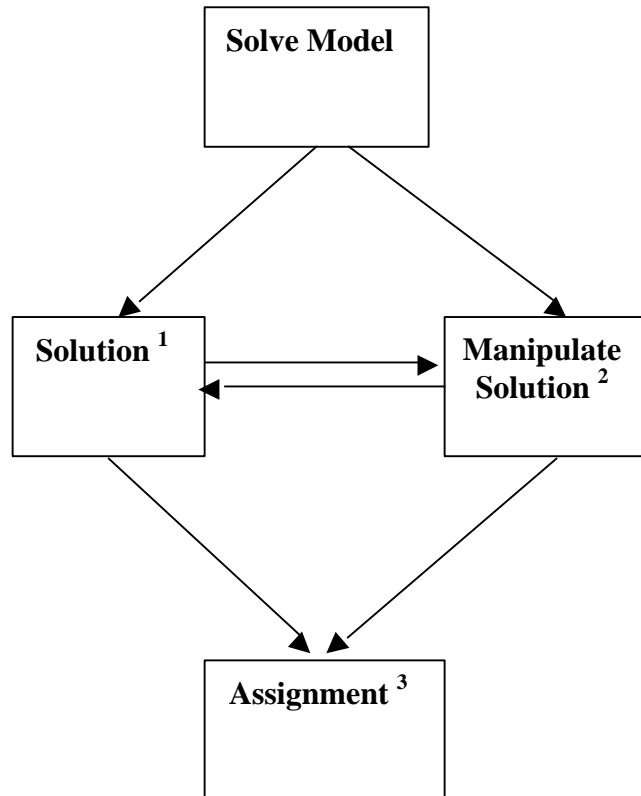 Solve Model
Solution 1
Manipulate
Solution 2
Assignment 3